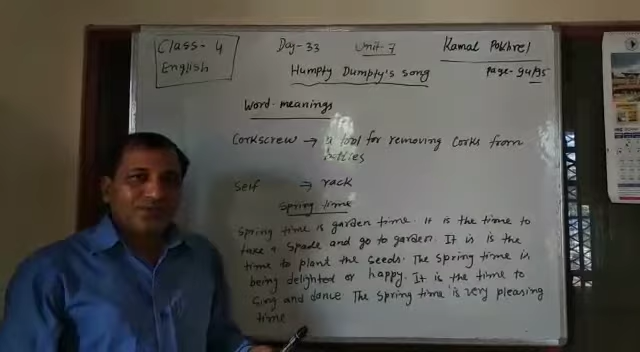 Class - 4
English
Day - 33
Unit - 7
Kamal Pokhrel
Humpty Dumpty's song
Page - 94/95
Word-meanings
Corkscrew → a tool for removing corks from
bottles
Self → rack
Spring time
Spring time is garden time. It is the time to
take a spade and go to garden. It is is the
time to plant the seeds. The spring time is
being delighted or happy. It is the time to
sing and dance. The spring time is very pleasing
time